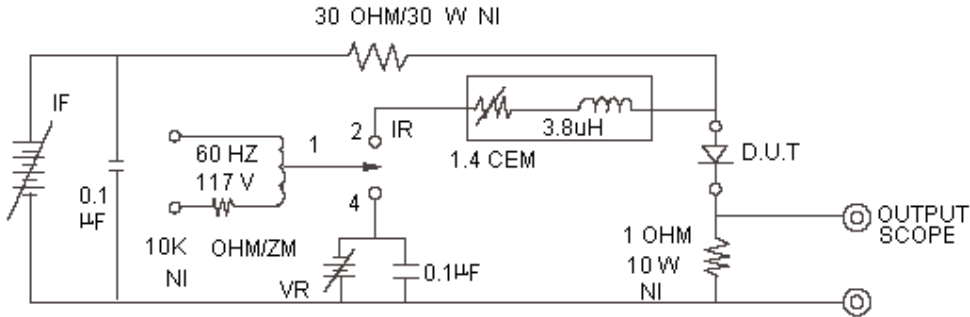 30 OHM/30 W NI
IF
2
IR
3.8uH
1
60 HZ
117 V
1.4 CEM
D.U.T
0.1
μF
4
OUTPUT
SCOPE
10K
NI
OHM/ZM
1 OHM
10 W
NI
0.1μF
VR